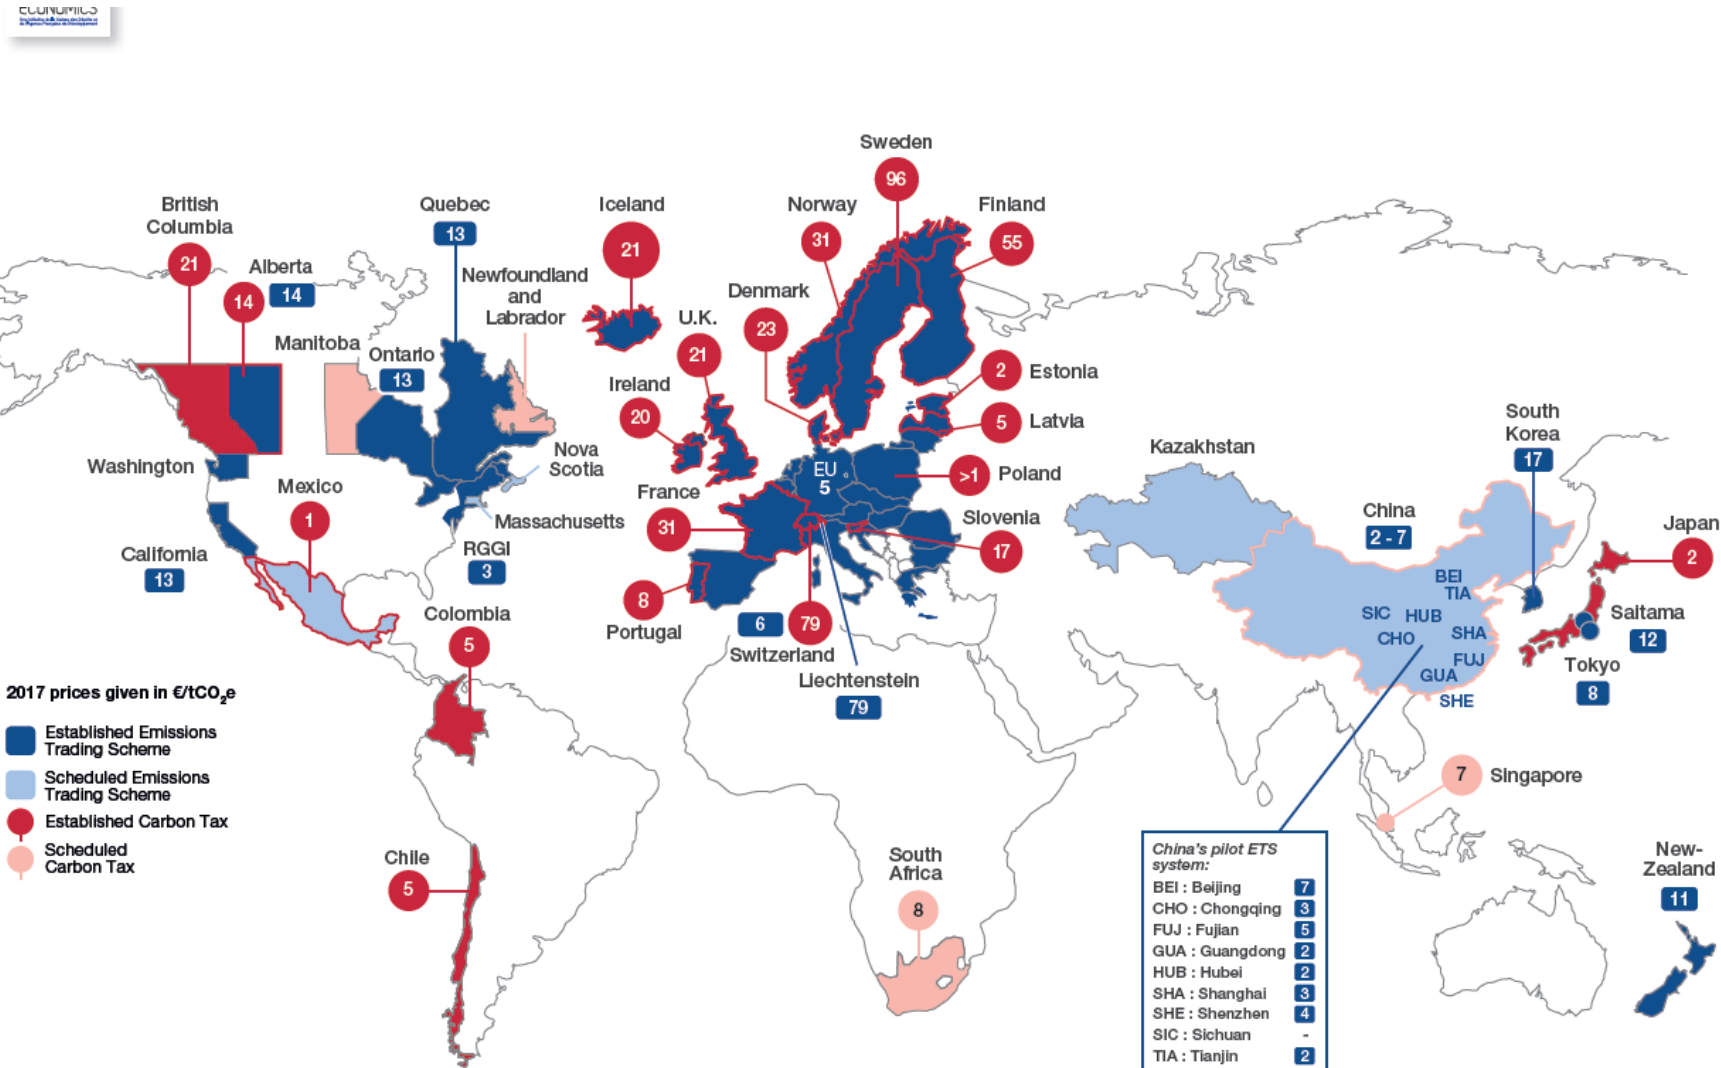 ECONOMICS
Sweden
96
British
Columbia
21
Quebec
13
Iceland
21
Norway
31
Finland
55
Alberta
14
14
Newfoundland
and
Labrador
Denmark
23
U.K.
21
Manitoba
Ontario
13
Ireland
20
2
Estonia
5
Latvia
South
Korea
17
Washington
Nova
Scotia
EU
5
>1
Poland
Kazakhstan
Mexico
1
France
31
Massachusetts
Slovenia
17
China
2 - 7
Japan
2
California
13
RGGI
3
BEI
TIA
SIC
HUB
CHO
SHA
FUJ
GUA
SHE
Portugal
8
6
79
Switzerland
Liechtenstein
79
Saitama
12
Tokyo
8
Colombia
5
2017 prices given in €/tCO₂e
Established Emissions
Trading Scheme
Scheduled Emissions
Trading Scheme
Established Carbon Tax
Scheduled
Carbon Tax
7
Singapore
Chile
5
South
Africa
8
New-
Zealand
11
China's pilot ETS
system:
BEI : Beijing 7
CHO : Chongqing 3
FUJ : Fujian 5
GUA : Guangdong 2
HUB : Hubei 2
SHA : Shanghai 3
SHE : Shenzhen 4
SIC : Sichuan -
TIA : Tianjin 2